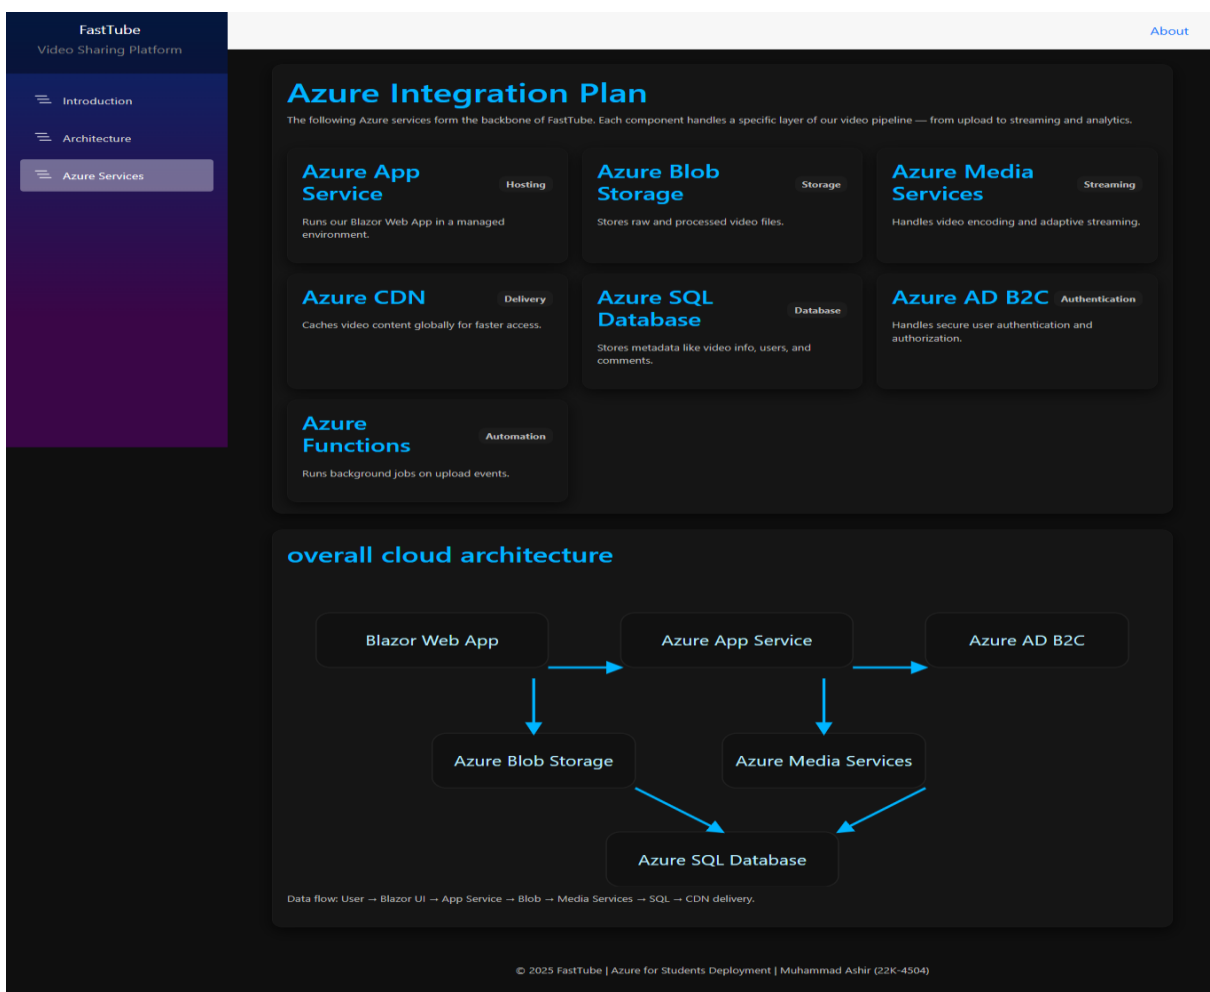 FastTube
Video Sharing Platform
About
Introduction
Architecture
Azure Services
Azure Integration Plan
The following Azure services form the backbone of FastTube. Each component handles a specific layer of our video pipeline — from upload to streaming and analytics.
Azure App
Service
Hosting
Runs our Blazor Web App in a managed
environment.
Azure Blob
Storage
Storage
Stores raw and processed video files.
Azure Media
Services
Streaming
Handles video encoding and adaptive streaming.
Azure CDN
Delivery
Caches video content globally for faster access.
Azure SQL
Database
Database
Stores metadata like video info, users, and
comments.
Azure AD B2C
Authentication
Handles secure user authentication and
authorization.
Azure
Functions
Automation
Runs background jobs on upload events.
overall cloud architecture
Blazor Web App
Azure App Service
Azure AD B2C
Azure Blob Storage
Azure Media Services
Azure SQL Database
Data flow: User → Blazor UI → App Service → Blob → Media Services → SQL → CDN delivery.
© 2025 FastTube | Azure for Students Deployment | Muhammad Ashir (22K-4504)